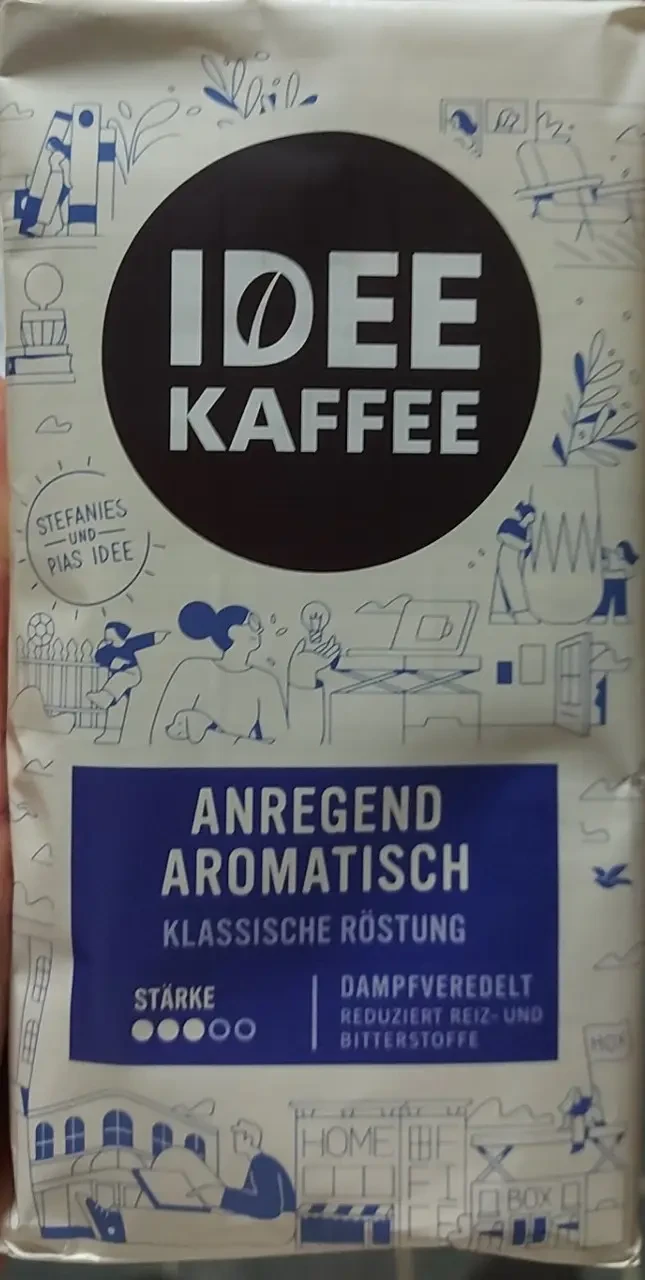 IDEE
KAFFEE
STEFANIES
UND
PIAS IDEE
ANREGEND
AROMATISCH
KLASSISCHE RÖSTUNG
STÄRKE
DAMPFVEREDELT
REDUZIERT REIZ- UND
BITTERSTOFFE
HOME
BOX